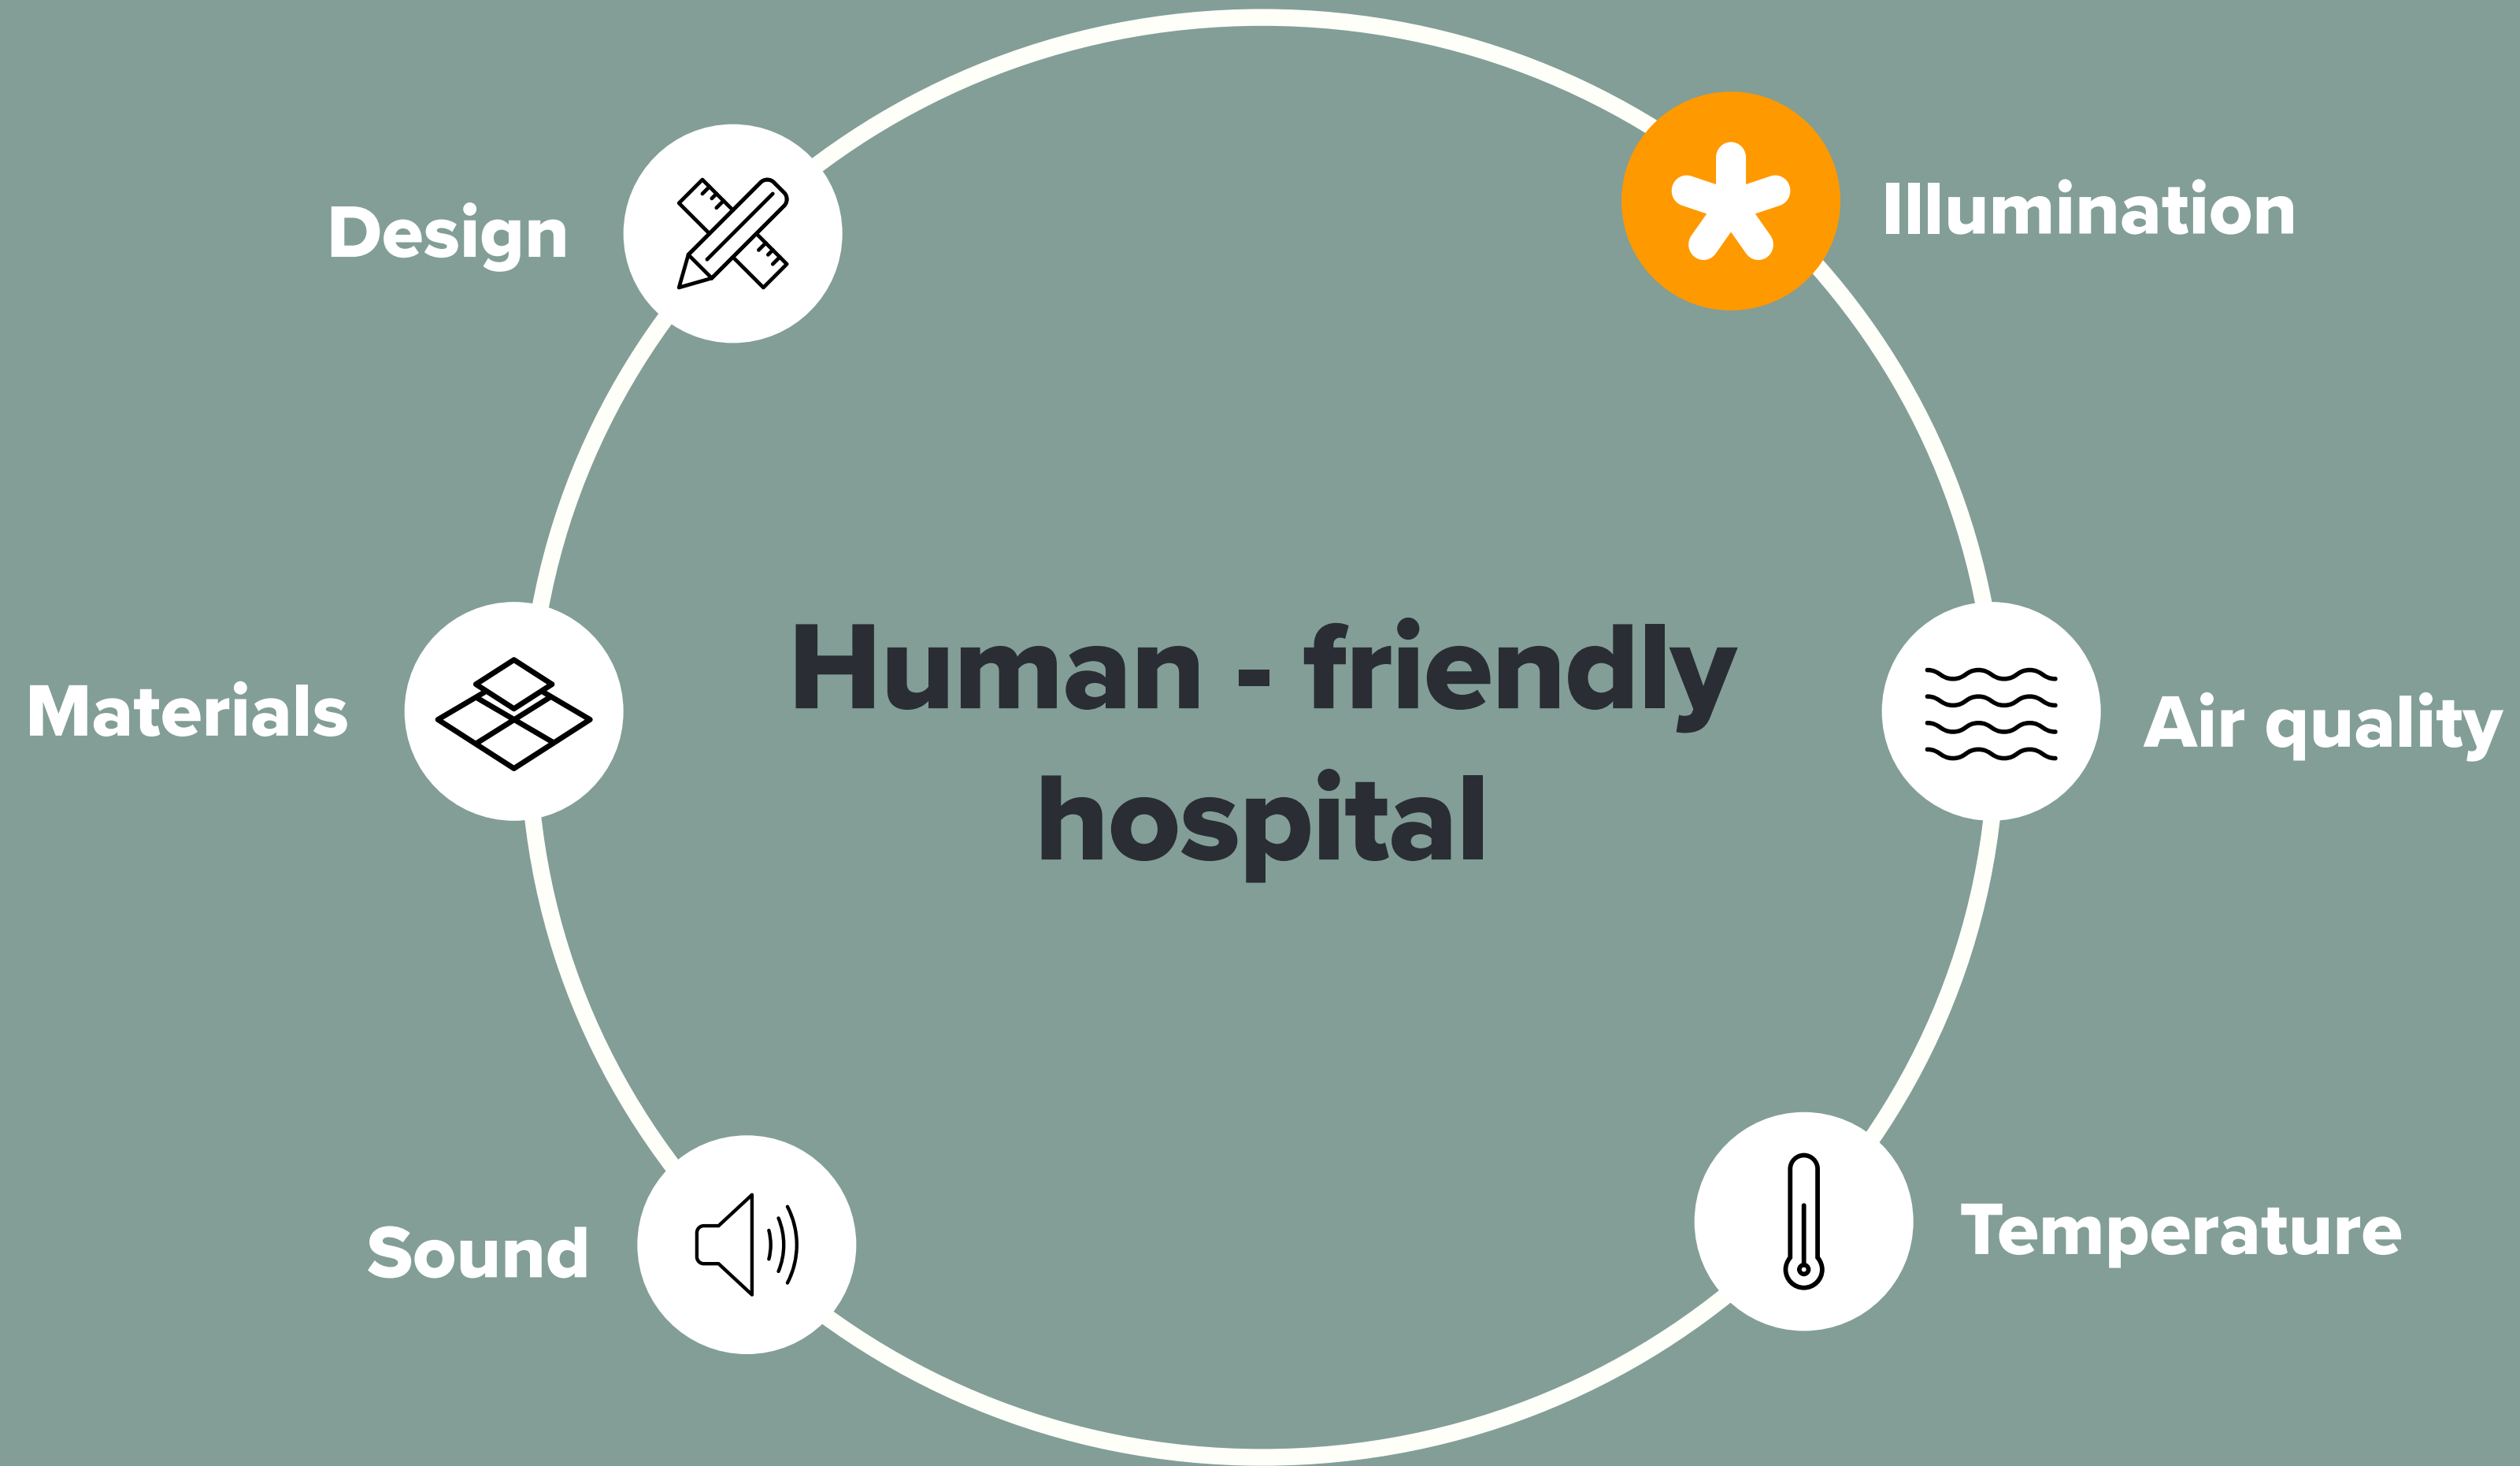 Design
Illumination
Materials
Human - friendly
hospital
Air quality
Sound
Temperature